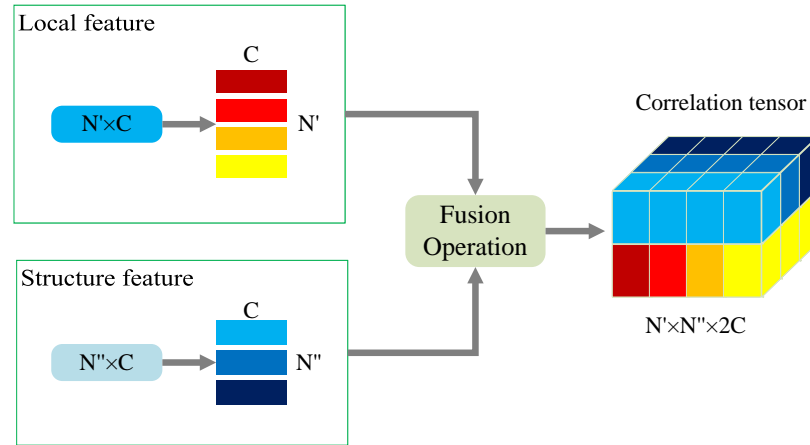 Local feature
C
N'×C
N'
Correlation tensor
Fusion
Operation
Structure feature
C
N''×C
N''
N'×N''×2C